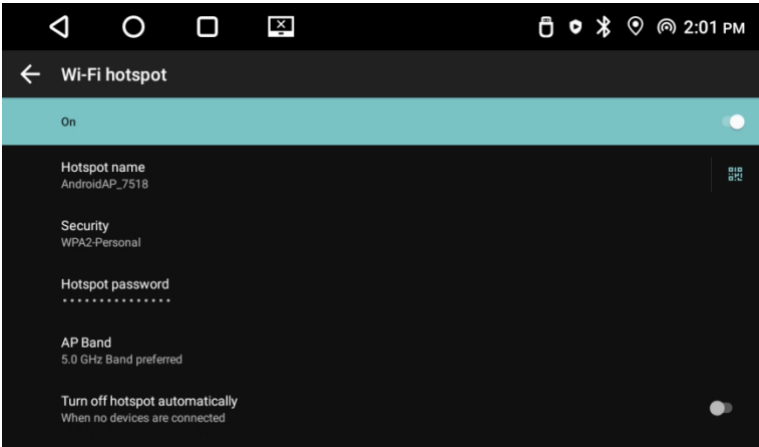 2:01 PM
Wi-Fi hotspot
On
Hotspot name
AndroidAP_7518
Security
WPA2-Personal
Hotspot password
•••••••••••••••
AP Band
5.0 GHz Band preferred
Turn off hotspot automatically
When no devices are connected